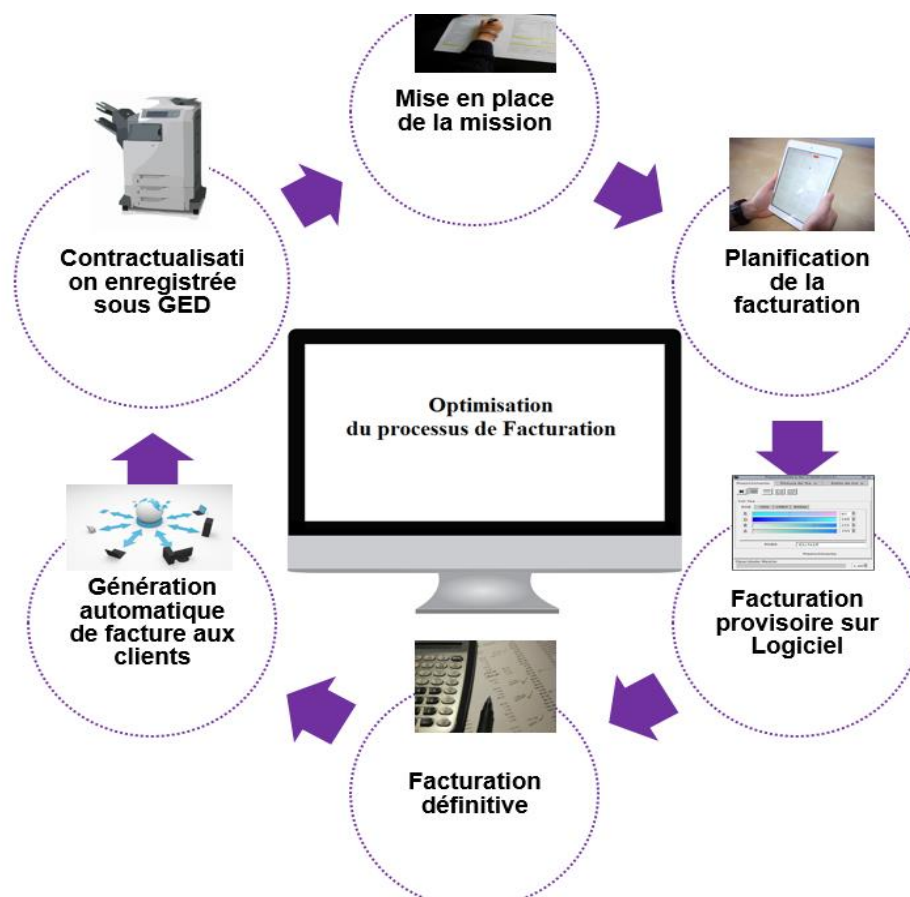 Mise en place
de la mission
Planification
de la
facturation
Facturation
provisoire sur
Logiciel
Facturation
définitive
Génération
automatique
de facture aux
clients
Contractualisati
on enregistrée
sous GED
Optimisation
du processus de Facturation